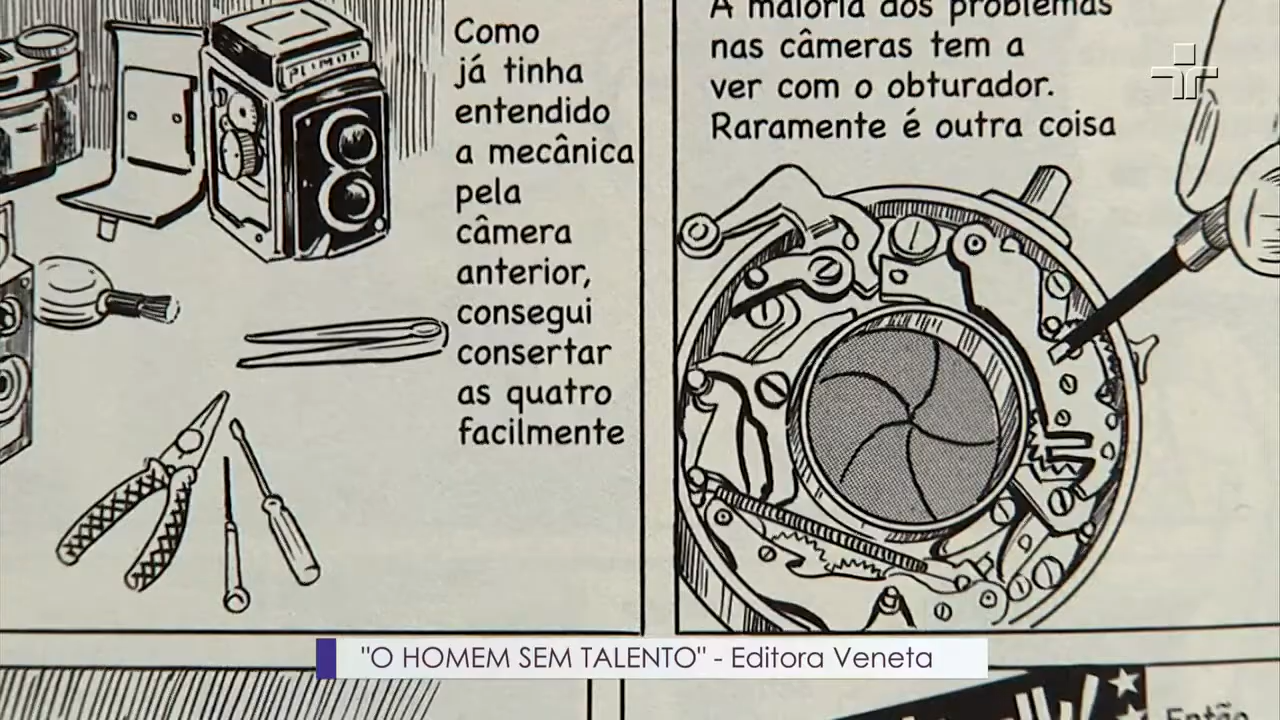 Como
já tinha
entendido
a mecânica
pela
câmera
anterior,
consegui
consertar
as quatro
facilmente
A maioria dos problemas
nas câmeras tem a
ver com o obturador.
Raramente é outra coisa
"O HOMEM SEM TALENTO" - Editora Veneta
Então